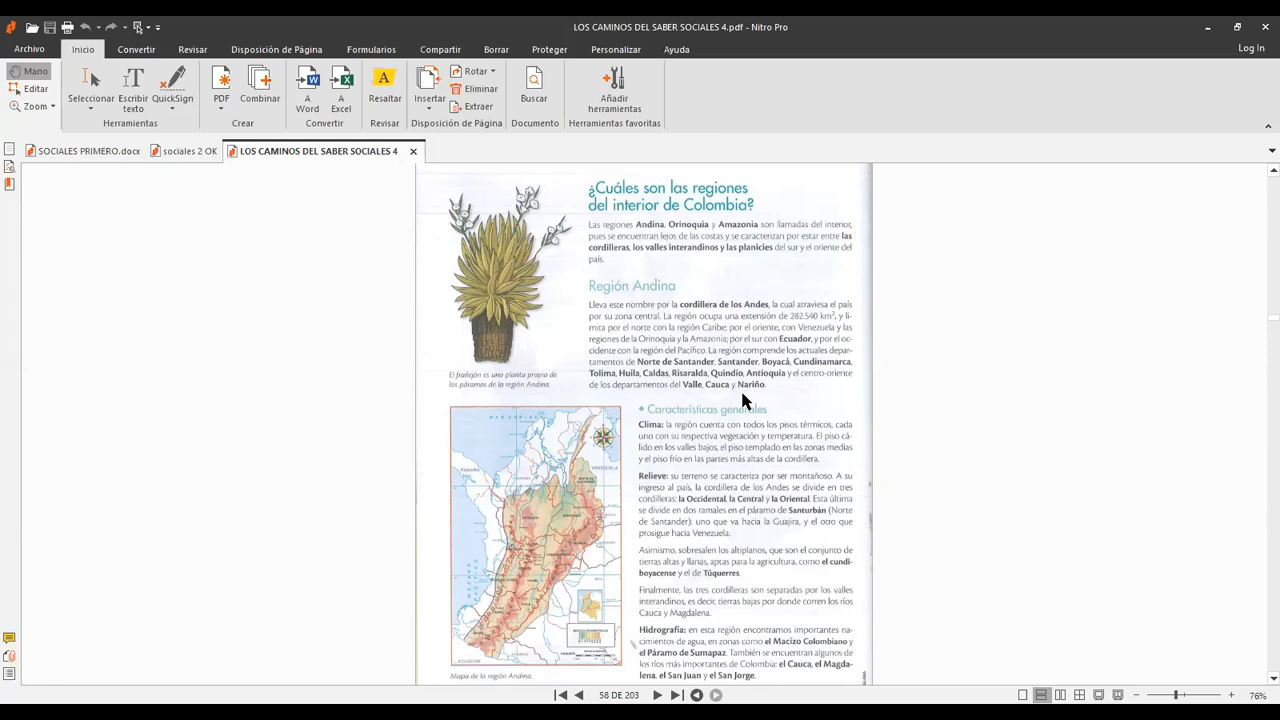 LOS CAMINOS DEL SABER SOCIALES 4.pdf - Nitro Pro
Archivo Inicio Convertir Revisar Disposición de Página Formularios Compartir Borrar Proteger Personalizar Ayuda Log In
Mano
Editar
Zoom
Seleccionar
Escribir texto
QuickSign
Herramientas
PDF
Combinar
Crear
A Word
A Excel
Convertir
Resaltar
Revisar
Insertar
Rotar
Eliminar
Extraer
Disposición de Página
Buscar
Documento
Añadir herramientas
Herramientas favoritas
SOCIALES PRIMERO.docx
sociales 2 OK
LOS CAMINOS DEL SABER SOCIALES 4
¿Cuáles son las regiones
del interior de Colombia?
Las regiones Andina, Orinoquia y Amazonia son llamadas del interior,
pues se encuentran lejos de las costas y se caracterizan por estar entre las
cordilleras, los valles interandinos y las planicies del sur y el oriente del
país.
Región Andina
Lleva este nombre por la cordillera de los Andes, la cual atraviesa el país
por su zona central. La región ocupa una extensión de 282.540 km², y li-
mita por el norte con la región Caribe; por el oriente, con Venezuela y las
regiones de la Orinoquia y la Amazonia; por el sur con Ecuador, y por el oc-
cidente con la región del Pacífico. La región comprende los actuales depar-
tamentos de Norte de Santander, Santander, Boyacá, Cundinamarca,
Tolima, Huila, Caldas, Risaralda, Quindío, Antioquia y el centro-oriente
de los departamentos del Valle, Cauca y Nariño.
El frailejón es una planta propia de
los páramos de la región Andina.
• Características generales
Clima: la región cuenta con todos los pisos térmicos, cada
uno con su respectiva vegetación y temperatura. El piso cá-
lido en los valles bajos, el piso templado en las zonas medias
y el piso frío en las partes más altas de la cordillera.
Relieve: su terreno se caracteriza por ser montañoso. A su
ingreso al país, la cordillera de los Andes se divide en tres
cordilleras: la Occidental, la Central y la Oriental. Esta última
se divide en dos ramales en el páramo de Santurbán (Norte
de Santander): uno que va hacia la Guajira, y el otro que
prosigue hacia Venezuela.
Asimismo, sobresalen los altiplanos, que son el conjunto de
tierras altas y llanas, aptas para la agricultura, como el cundi-
boyacense y el de Túquerres.
Finalmente, las tres cordilleras son separadas por los valles
interandinos, es decir, tierras bajas por donde corren los ríos
Cauca y Magdalena.
Hidrografía: en esta región encontramos importantes na-
cimientos de agua, en zonas como el Macizo Colombiano y
el Páramo de Sumapaz. También se encuentran algunos de
los ríos más importantes de Colombia: el Cauca, el Magda-
lena, el San Juan y el San Jorge.
PANAMÁ
VENEZUELA
ECUADOR
Mapa de la región Andina.
58 DE 203
76%